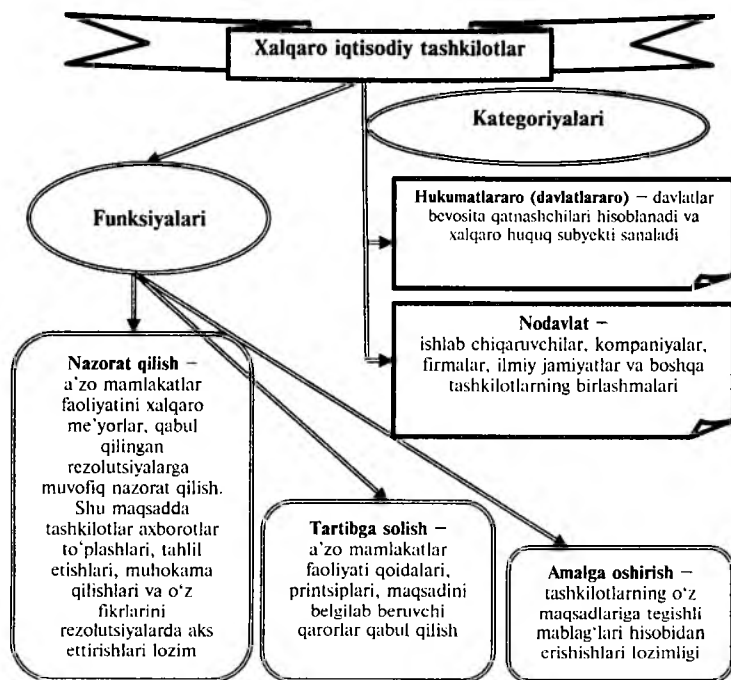 Xalqaro iqtisodiy tashkilotlar
Kategoriyalari
Funksiyalari
Hukumatlararo (davlatlararo) – davlatlar
bevosita qatnashchilari hisoblanadi va
xalqaro huquq subyekti sanaladi
Nodavlat –
ishlab chiqaruvchilar, kompaniyalar,
firmalar, ilmiy jamiyatlar va boshqa
tashkilotlarning birlashmalari
Nazorat qilish –
a'zo mamlakatlar
faoliyatini xalqaro
me'yorlar, qabul
qilingan
rezolutsiyalarga
muvofiq nazorat qilish.
Shu maqsadda
tashkilotlar axborotlar
to'plashlari, tahlil
etishlari, muhokama
qilishlari va o'z
fikrlarini
rezolutsiyalarda aks
ettirishlari lozim
Tartibga solish –
a'zo mamlakatlar
faoliyati qoidalari,
printsiplari, maqsadini
belgilab beruvchi
qarorlar qabul qilish
Amalga oshirish –
tashkilotlarning o'z
maqsadlariga tegishli
mablag'lari hisobidan
erishishlari lozimligi